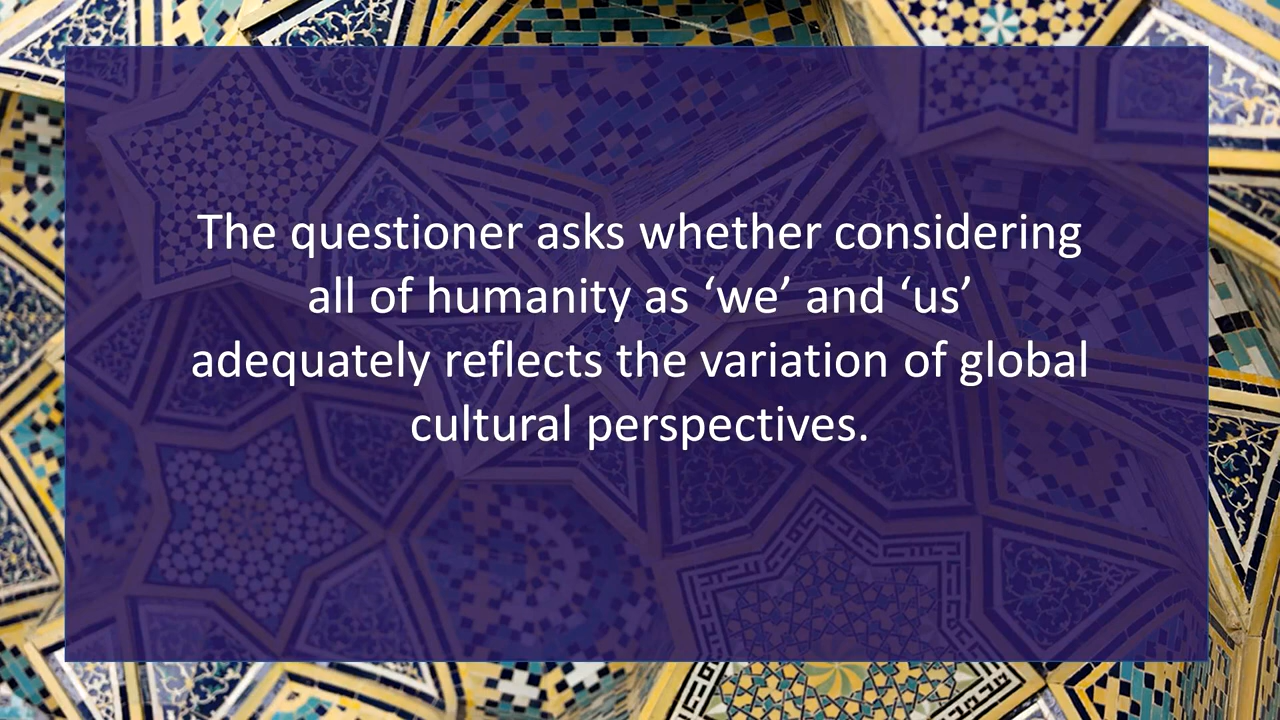 The questioner asks whether considering
all of humanity as ‘we’ and ‘us’
adequately reflects the variation of global
cultural perspectives.